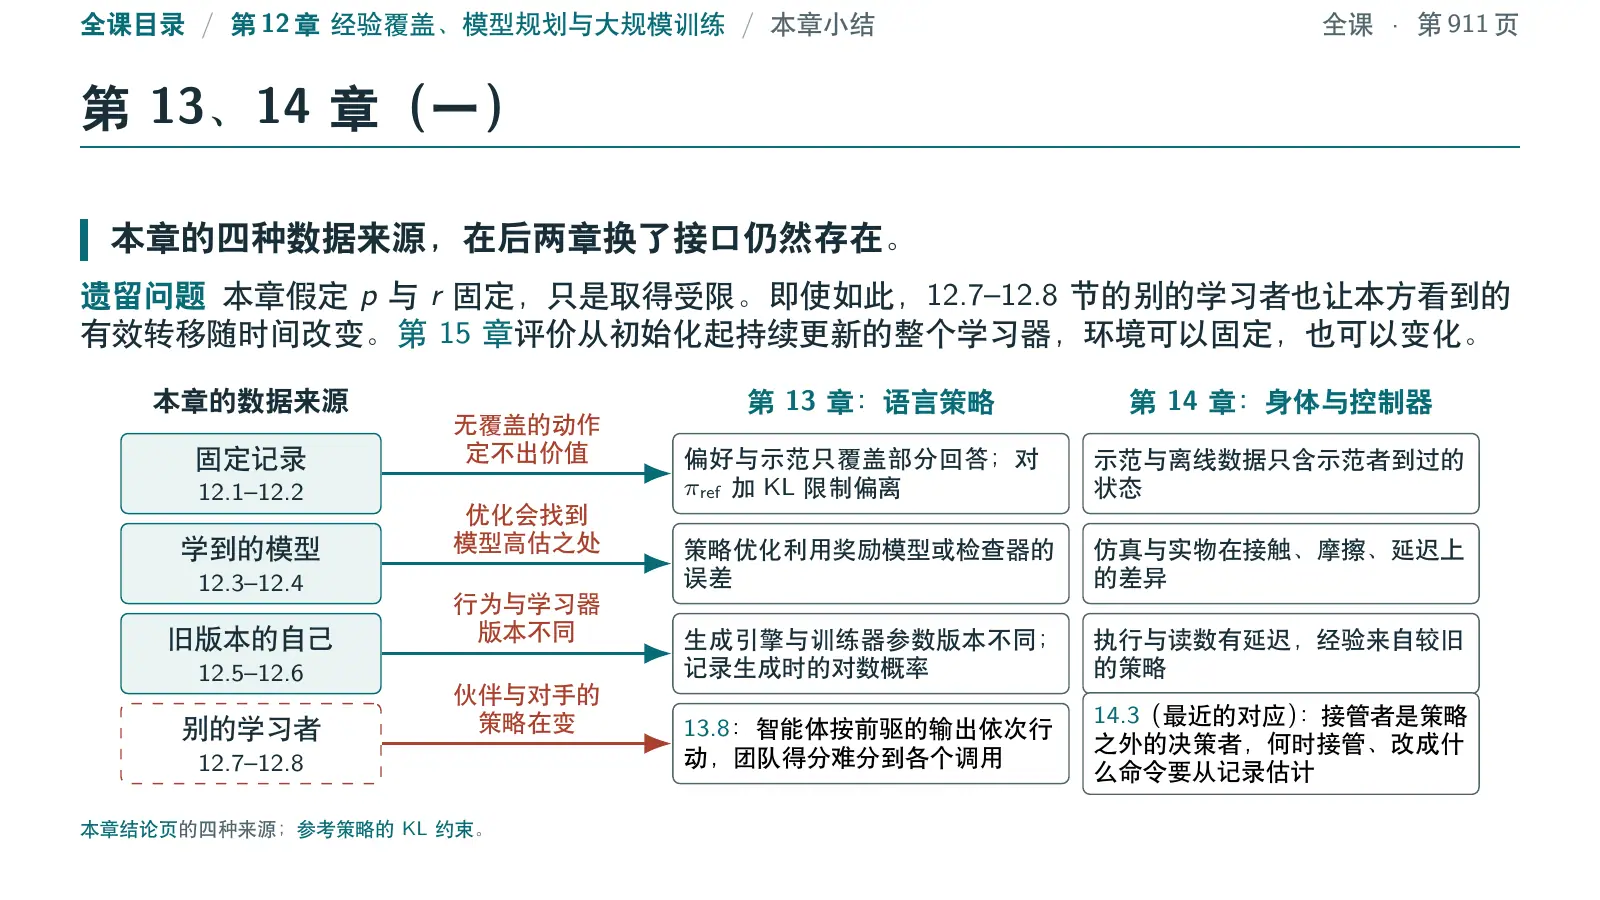 全课目录 / 第 12 章 经验覆盖、模型规划与大规模训练 / 本章小结
全课 · 第 911 页
第 13、14 章（一）
本章的四种数据来源，在后两章换了接口仍然存在。
遗留问题 本章假定 p 与 r 固定，只是取得受限。即使如此，12.7–12.8 节的别的学习者也让本方看到的
有效转移随时间改变。第 15 章评价从初始化起持续更新的整个学习器，环境可以固定，也可以变化。
本章的数据来源
第 13 章：语言策略
第 14 章：身体与控制器
固定记录
12.1–12.2
无覆盖的动作
定不出价值
偏好与示范只覆盖部分回答；对
π_ref 加 KL 限制偏离
示范与离线数据只含示范者到过的
状态
学到的模型
12.3–12.4
优化会找到
模型高估之处
策略优化利用奖励模型或检查器的
误差
仿真与实物在接触、摩擦、延迟上
的差异
旧版本的自己
12.5–12.6
行为与学习器
版本不同
生成引擎与训练器参数版本不同；
记录生成时的对数概率
执行与读数有延迟，经验来自较旧
的策略
别的学习者
12.7–12.8
伙伴与对手的
策略在变
13.8：智能体按前驱的输出依次行
动，团队得分难分到各个调用
14.3（最近的对应）：接管者是策略
之外的决策者，何时接管、改成什
么命令要从记录估计
本章结论页的四种来源；参考策略的 KL 约束。